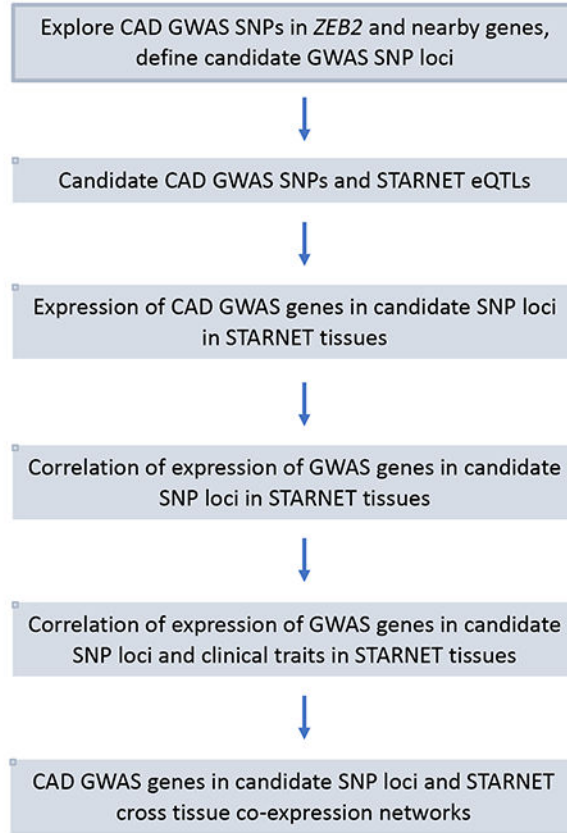 Explore CAD GWAS SNPs in ZEB2 and nearby genes,
define candidate GWAS SNP loci
Candidate CAD GWAS SNPs and STARNET eQTLs
Expression of CAD GWAS genes in candidate SNP loci
in STARNET tissues
Correlation of expression of GWAS genes in candidate
SNP loci in STARNET tissues
Correlation of expression of GWAS genes in candidate
SNP loci and clinical traits in STARNET tissues
CAD GWAS genes in candidate SNP loci and STARNET
cross tissue co-expression networks